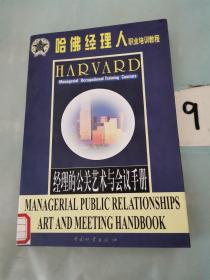 哈佛经理人职业培训教程
HARVARD
Managerial Occupational Training Courses
经理的公关艺术与会议手册
MANAGERIAL PUBLIC RELATIONSHIPS
ART AND MEETING HANDBOOK
9